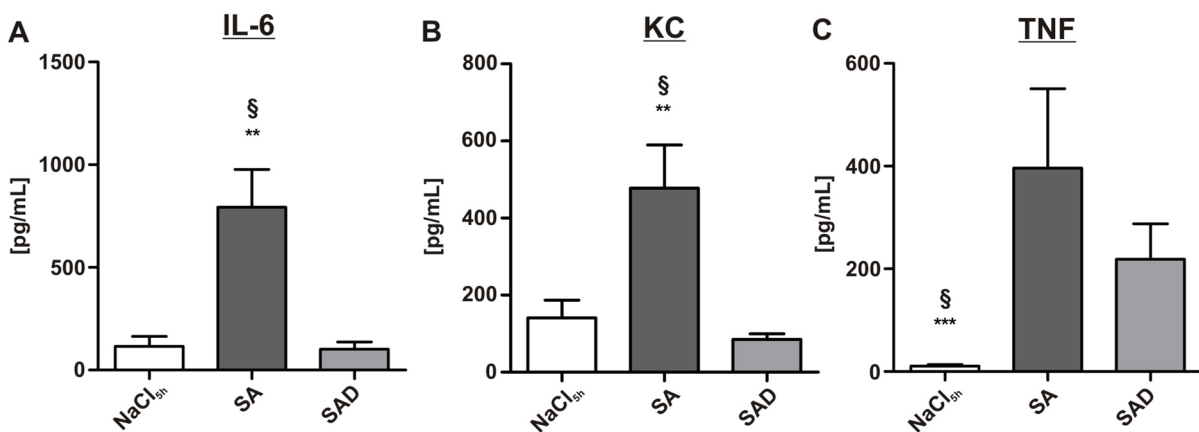 A
IL-6
1500
1000
500
0
[pg/mL]
§
**
NaCl5h
SA
SAD
B
KC
800
600
400
200
0
[pg/mL]
§
**
NaCl5h
SA
SAD
C
TNF
600
400
200
0
[pg/mL]
§
***
NaCl5h
SA
SAD